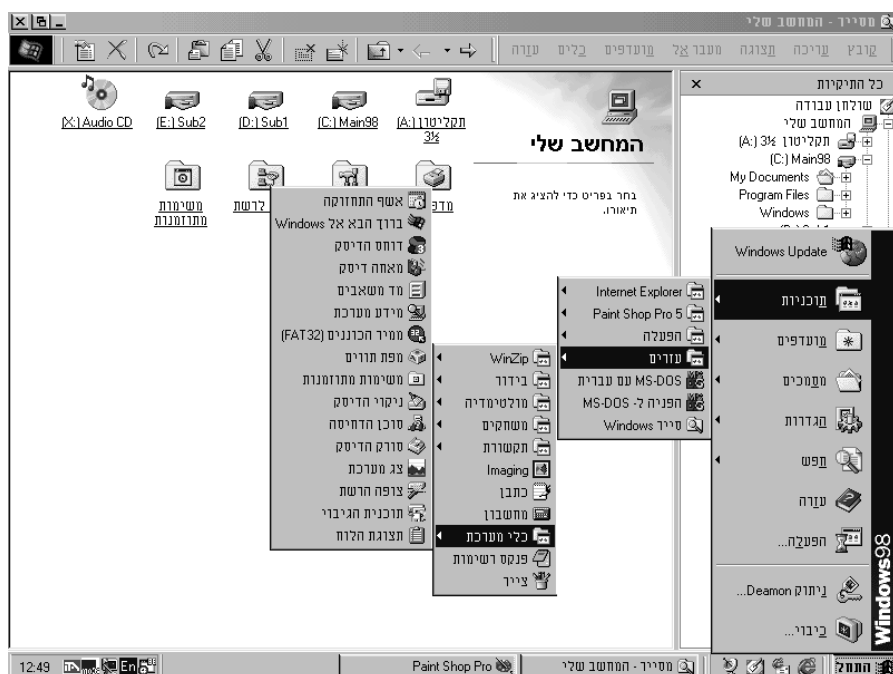 מסייר - המחשב שלי
קובץ עריכה תצוגה מעבר אל מועדפים כלים עזרה
כל התיקיות
שולחן עבודה
המחשב שלי
תקליטון 3½ (A:)
Main98 (C:)
My Documents
Program Files
Windows
המחשב שלי
בחר בפריט כדי להציג את
תיאורו.
תקליטון (A:)
3½
Main98 (C:)
Sub1 (D:)
Sub2 (E:)
Audio CD (X:)
לרשת
משימות
מתוזמנות
Windows Update
תוכניות
מועדפים
מסמכים
הגדרות
חפש
עזרה
הפעלה...
ניתוק Deamon...
כיבוי...
Windows98
Internet Explorer
Paint Shop Pro 5
הפעלה
עזרים
MS-DOS עם עברית
הפניה ל- MS-DOS
סייר Windows
WinZip
בידור
מולטימדיה
משחקים
תקשורת
Imaging
כתבן
מחשבון
כלי מערכת
פנקס רשימות
צייר
אשף התחזוקה
ברוך הבא אל Windows
דוחס הדיסק
מאחה דיסק
מד משאבים
מידע מערכת
ממיר הכוננים (FAT32)
מפת תווים
משימות מתוזמנות
ניקוי הדיסק
סוכן הדחיסה
סורק הדיסק
צג מערכת
צופה הרשת
תוכנית הגיבוי
תצוגת הלוח
התחל
מסייר - המחשב שלי
Paint Shop Pro
En
12:49